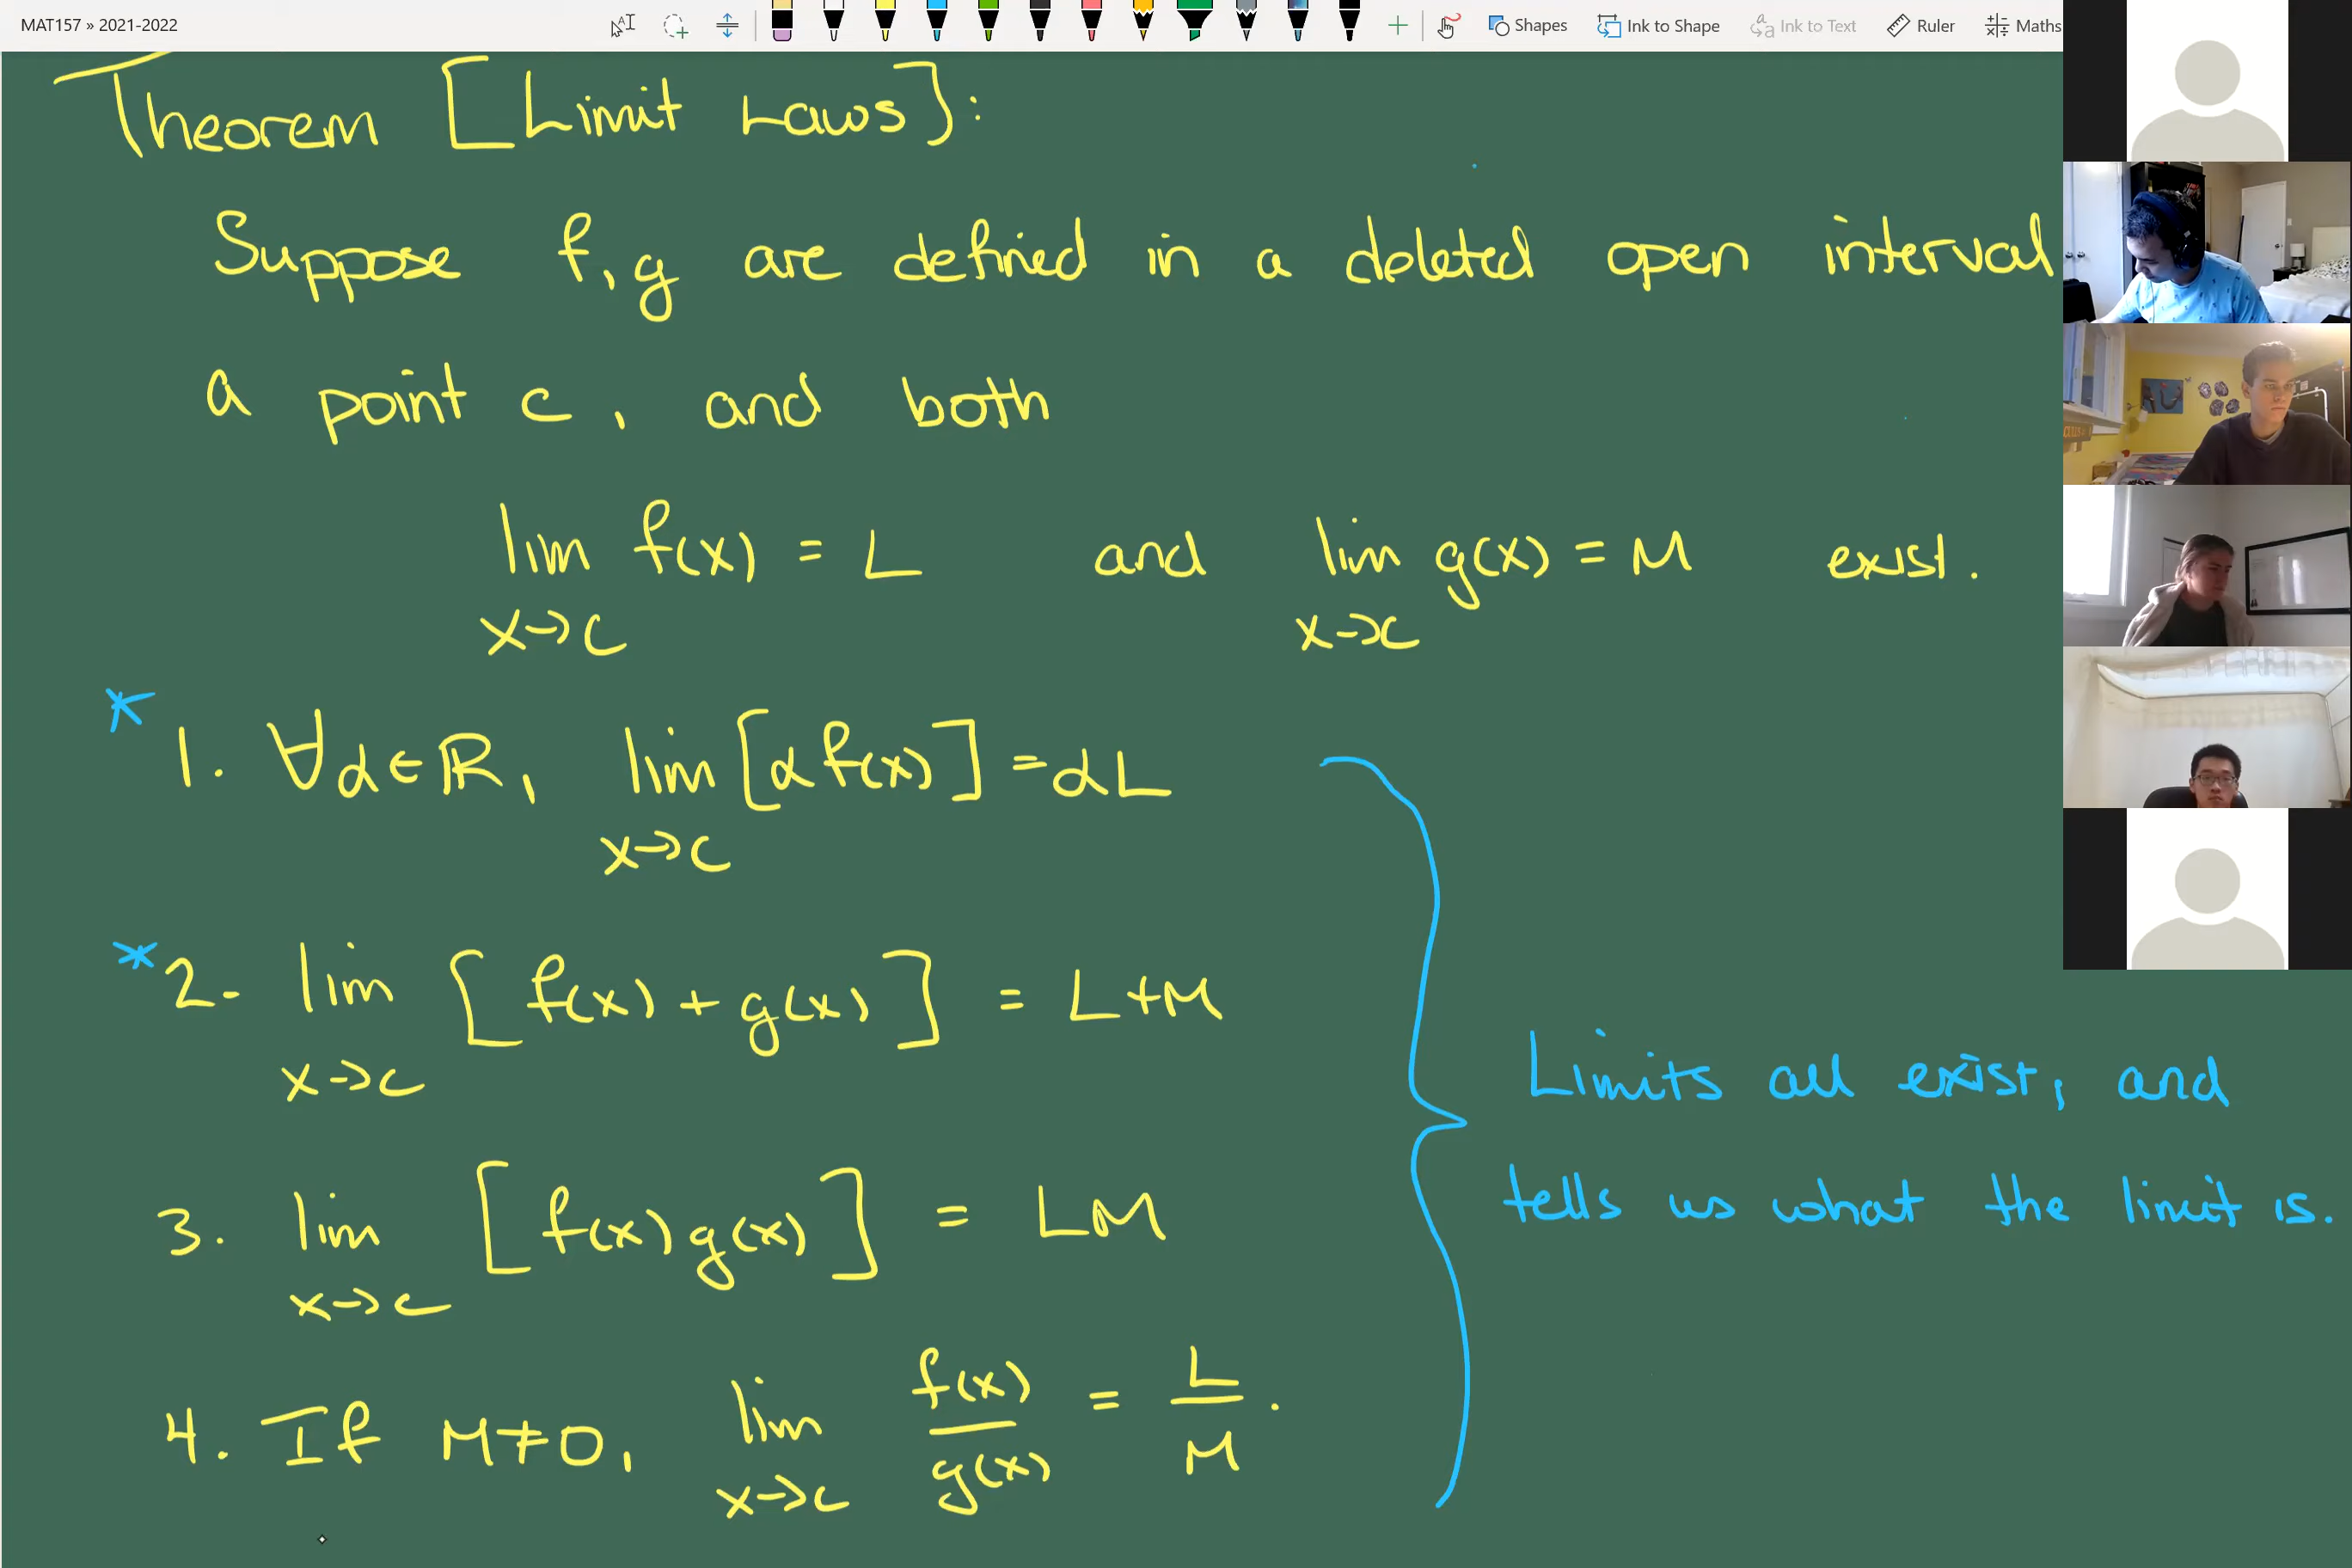 MAT157 » 2021-2022
Shapes Ink to Shape Ink to Text Ruler Maths
Theorem [Limit Laws]:
Suppose f, g are defined in a deleted open interval
a point c, and both
lim f(x) = L and lim g(x) = M exist.
x→c x→c
* 1. ∀α∈ℝ, lim [αf(x)] = αL
x→c
* 2. lim [f(x) + g(x)] = L+M
x→c
Limits all exist, and
tells us what the limit is.
3. lim [f(x)g(x)] = LM
x→c
4. If M≠0, lim f(x)/g(x) = L/M.
x→c